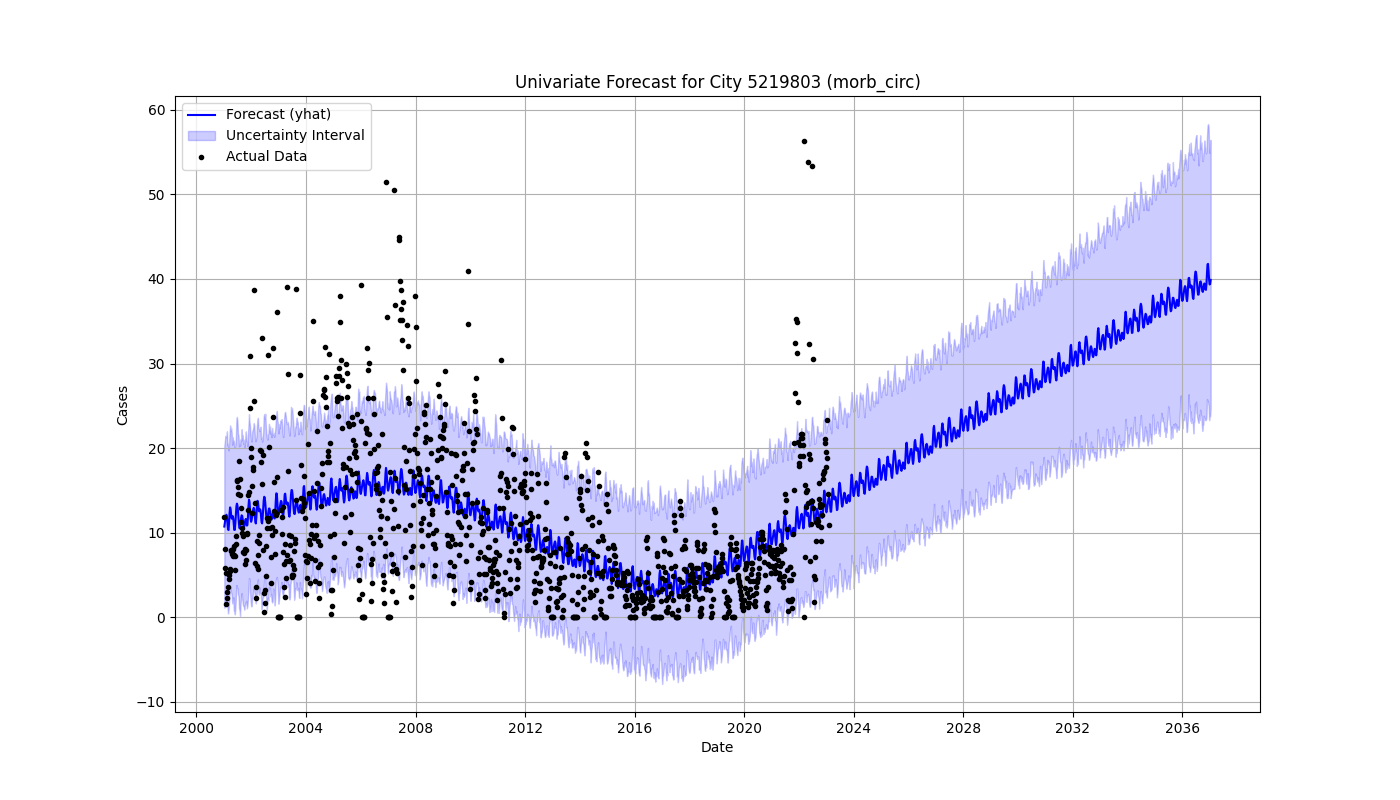 Univariate Forecast for City 5219803 (morb_circ)
Forecast (yhat)
Uncertainty Interval
Actual Data
60
50
40
30
20
10
0
−10
Cases
2000 2004 2008 2012 2016 2020 2024 2028 2032 2036
Date